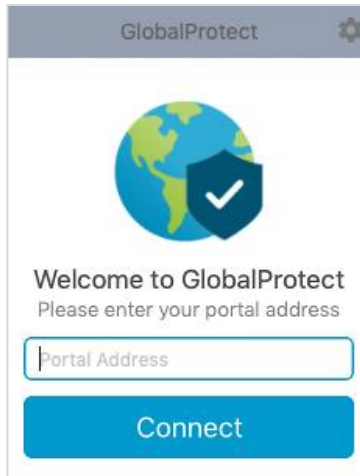 GlobalProtect
Welcome to GlobalProtect
Please enter your portal address
Portal Address
Connect